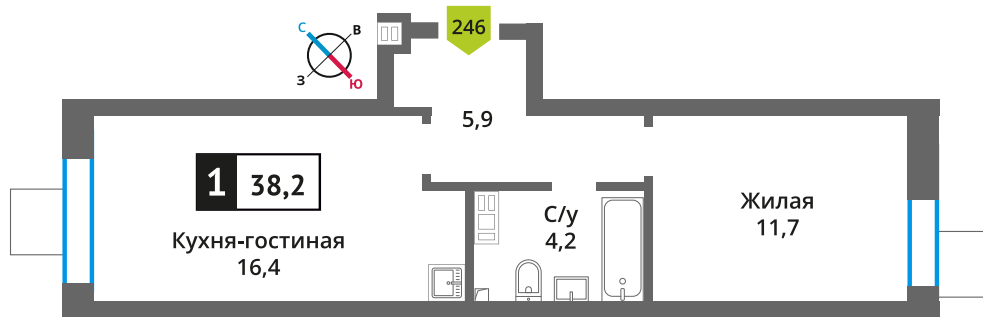 246
С
В
З
Ю
5,9
1
38,2
Кухня-гостиная
16,4
С/у
4,2
Жилая
11,7